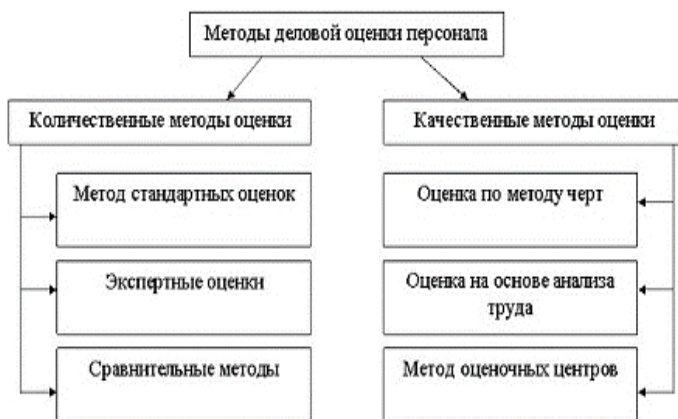 Методы деловой оценки персонала
Количественные методы оценки
Качественные методы оценки
Метод стандартных оценок
Оценка по методу черт
Экспертные оценки
Оценка на основе анализа
труда
Сравнительные методы
Метод оценочных центров